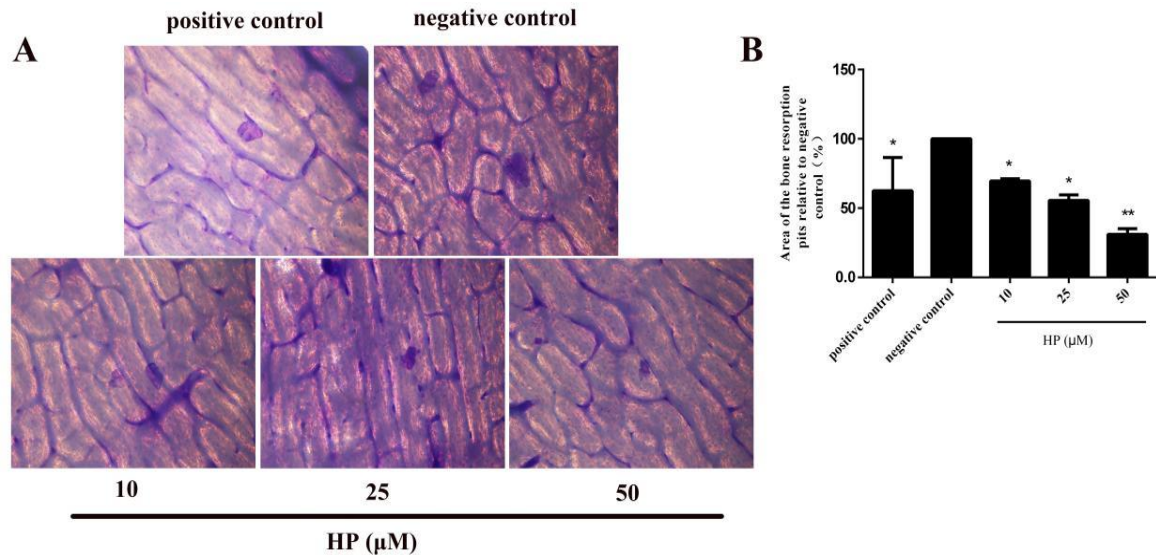 positive control
negative control
A
B
10
25
50
HP (μM)
Area of the bone resorption
pits relative to negative
control（%）
150
100
50
0.0
*
*
*
**
positive control
negative control
10
25
50
HP (μM)